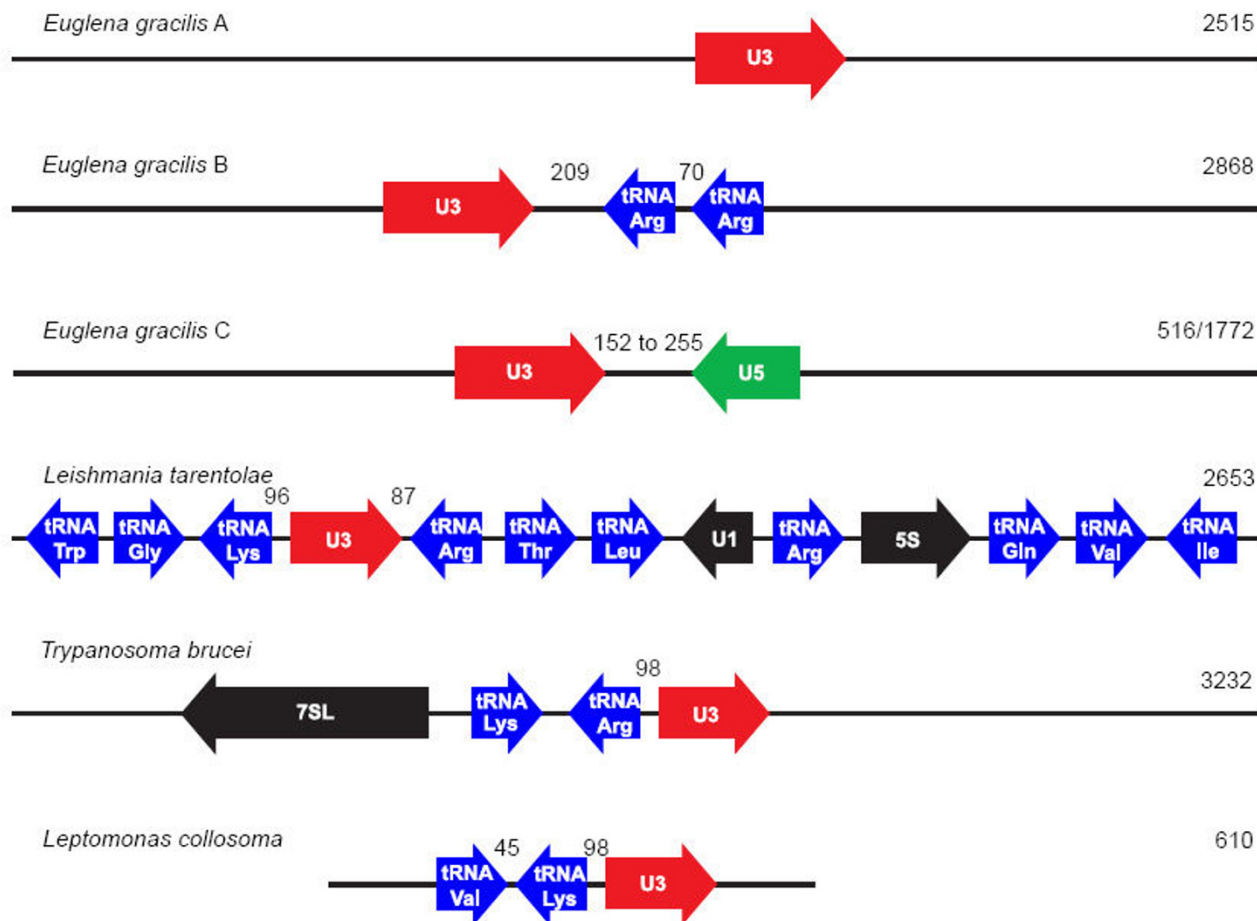 Euglena gracilis A 2515
U3
Euglena gracilis B 2868
209 70
U3 tRNA Arg tRNA Arg
Euglena gracilis C 516/1772
152 to 255
U3 U5
Leishmania tarentolae 2653
96 87
tRNA Trp tRNA Gly tRNA Lys U3 tRNA Arg tRNA Thr tRNA Leu U1 tRNA Arg 5S tRNA Gln tRNA Val tRNA Ile
Trypanosoma brucei 3232
98
7SL tRNA Lys tRNA Arg U3
Leptomonas collosoma 610
45 98
tRNA Val tRNA Lys U3